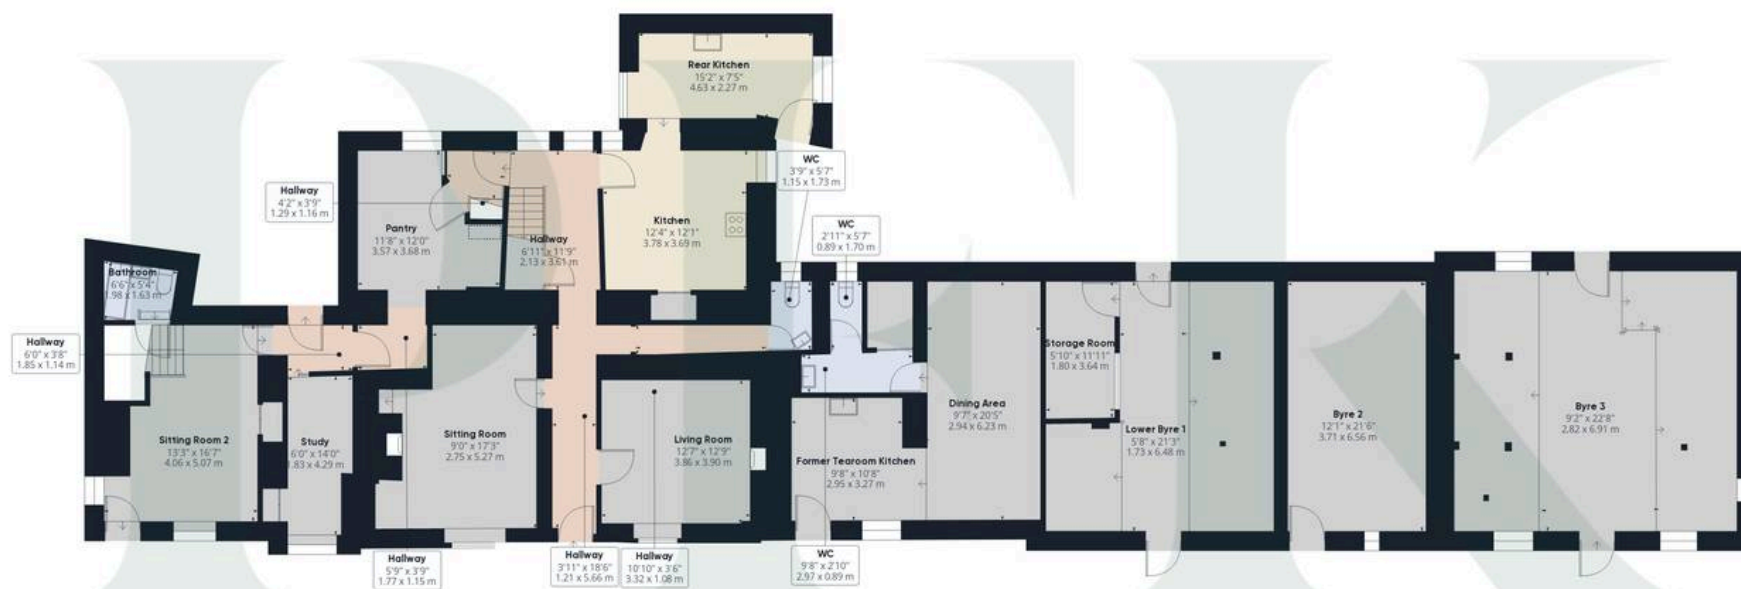 Rear Kitchen
15'2" x 7'5"
4.63 x 2.27 m
WC
3'9" x 5'7"
1.15 x 1.73 m
Hallway
4'2" x 3'9"
1.29 x 1.16 m
Pantry
11'8" x 12'0"
3.57 x 3.68 m
Hallway
6'11" x 11'9"
2.13 x 3.61 m
Kitchen
12'4" x 12'1"
3.78 x 3.69 m
WC
2'11" x 5'7"
0.89 x 1.70 m
Bathroom
6'6" x 5'4"
1.98 x 1.63 m
Hallway
6'0" x 3'8"
1.85 x 1.14 m
Storage Room
5'10" x 11'11"
1.80 x 3.64 m
Sitting Room 2
13'3" x 16'7"
4.06 x 5.07 m
Study
6'0" x 14'0"
1.83 x 4.29 m
Sitting Room
9'0" x 17'3"
2.75 x 5.27 m
Living Room
12'7" x 12'9"
3.86 x 3.90 m
Former Tearoom Kitchen
9'8" x 10'8"
2.95 x 3.27 m
Dining Area
9'7" x 20'5"
2.94 x 6.23 m
Lower Byre 1
5'8" x 21'3"
1.73 x 6.48 m
Byre 2
12'1" x 21'6"
3.71 x 6.56 m
Byre 3
9'2" x 22'8"
2.82 x 6.91 m
Hallway
5'9" x 3'9"
1.77 x 1.15 m
Hallway
3'11" x 18'6"
1.21 x 5.66 m
Hallway
10'10" x 3'6"
3.32 x 1.08 m
WC
9'8" x 2'10"
2.97 x 0.89 m